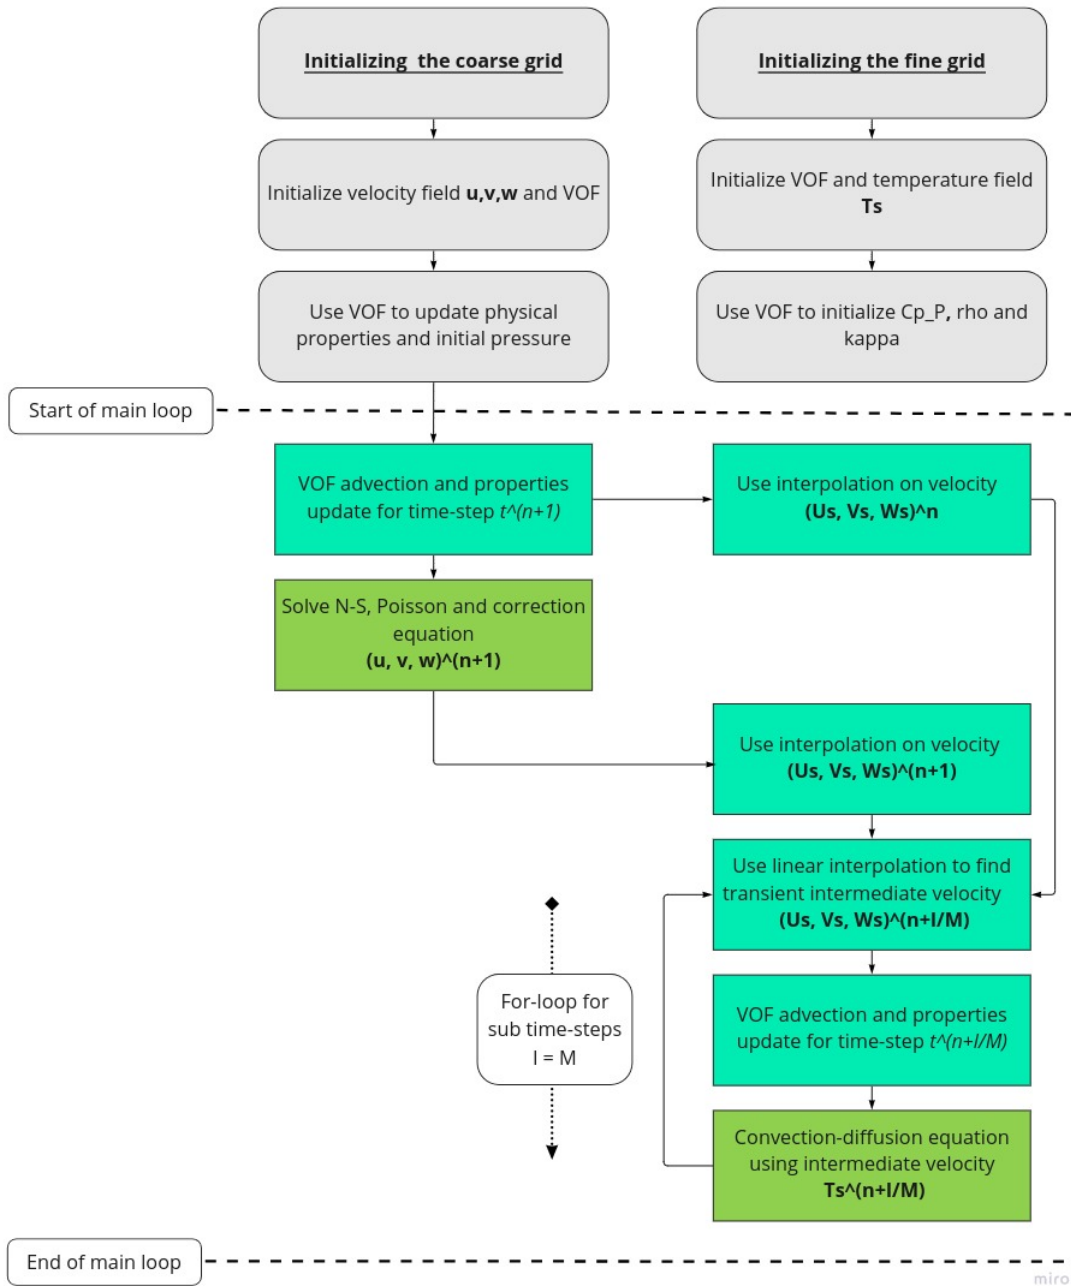 Initializing the coarse grid
Initializing the fine grid
Initialize velocity field u,v,w and VOF
Initialize VOF and temperature field
Ts
Use VOF to update physical
properties and initial pressure
Use VOF to initialize Cp_P, rho and
kappa
Start of main loop
VOF advection and properties
update for time-step t^(n+1)
Use interpolation on velocity
(Us, Vs, Ws)^n
Solve N-S, Poisson and correction
equation
(u, v, w)^(n+1)
Use interpolation on velocity
(Us, Vs, Ws)^(n+1)
Use linear interpolation to find
transient intermediate velocity
(Us, Vs, Ws)^(n+I/M)
For-loop for
sub time-steps
I = M
VOF advection and properties
update for time-step t^(n+I/M)
Convection-diffusion equation
using intermediate velocity
Ts^(n+I/M)
End of main loop
miro